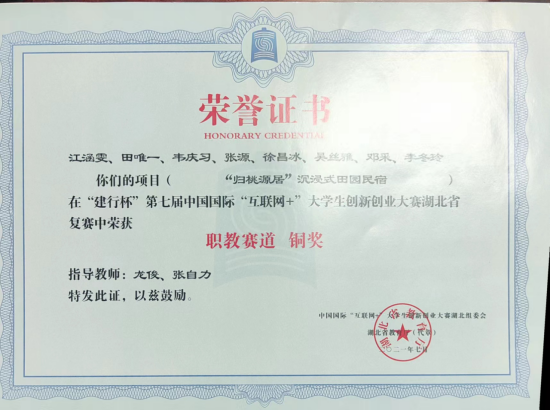 荣誉证书
HONORARY CREDENTIAL
江涵雯、田唯一、韦庆习、张源、徐昌冰、吴 、邓采、李冬玲
你们的项目（ “归桃源居”沉浸式田园民宿 ）
在“建行杯”第七届中国国际“互联网+”大学生创新创业大赛湖北省
复赛中荣获
职教赛道 铜奖
指导教师：龙俊、张自力
特发此证，以兹鼓励。
中国国际“互联网+”大学生创新创业大赛湖北组委会
湖北省教育厅（代章）
二〇二一年七月